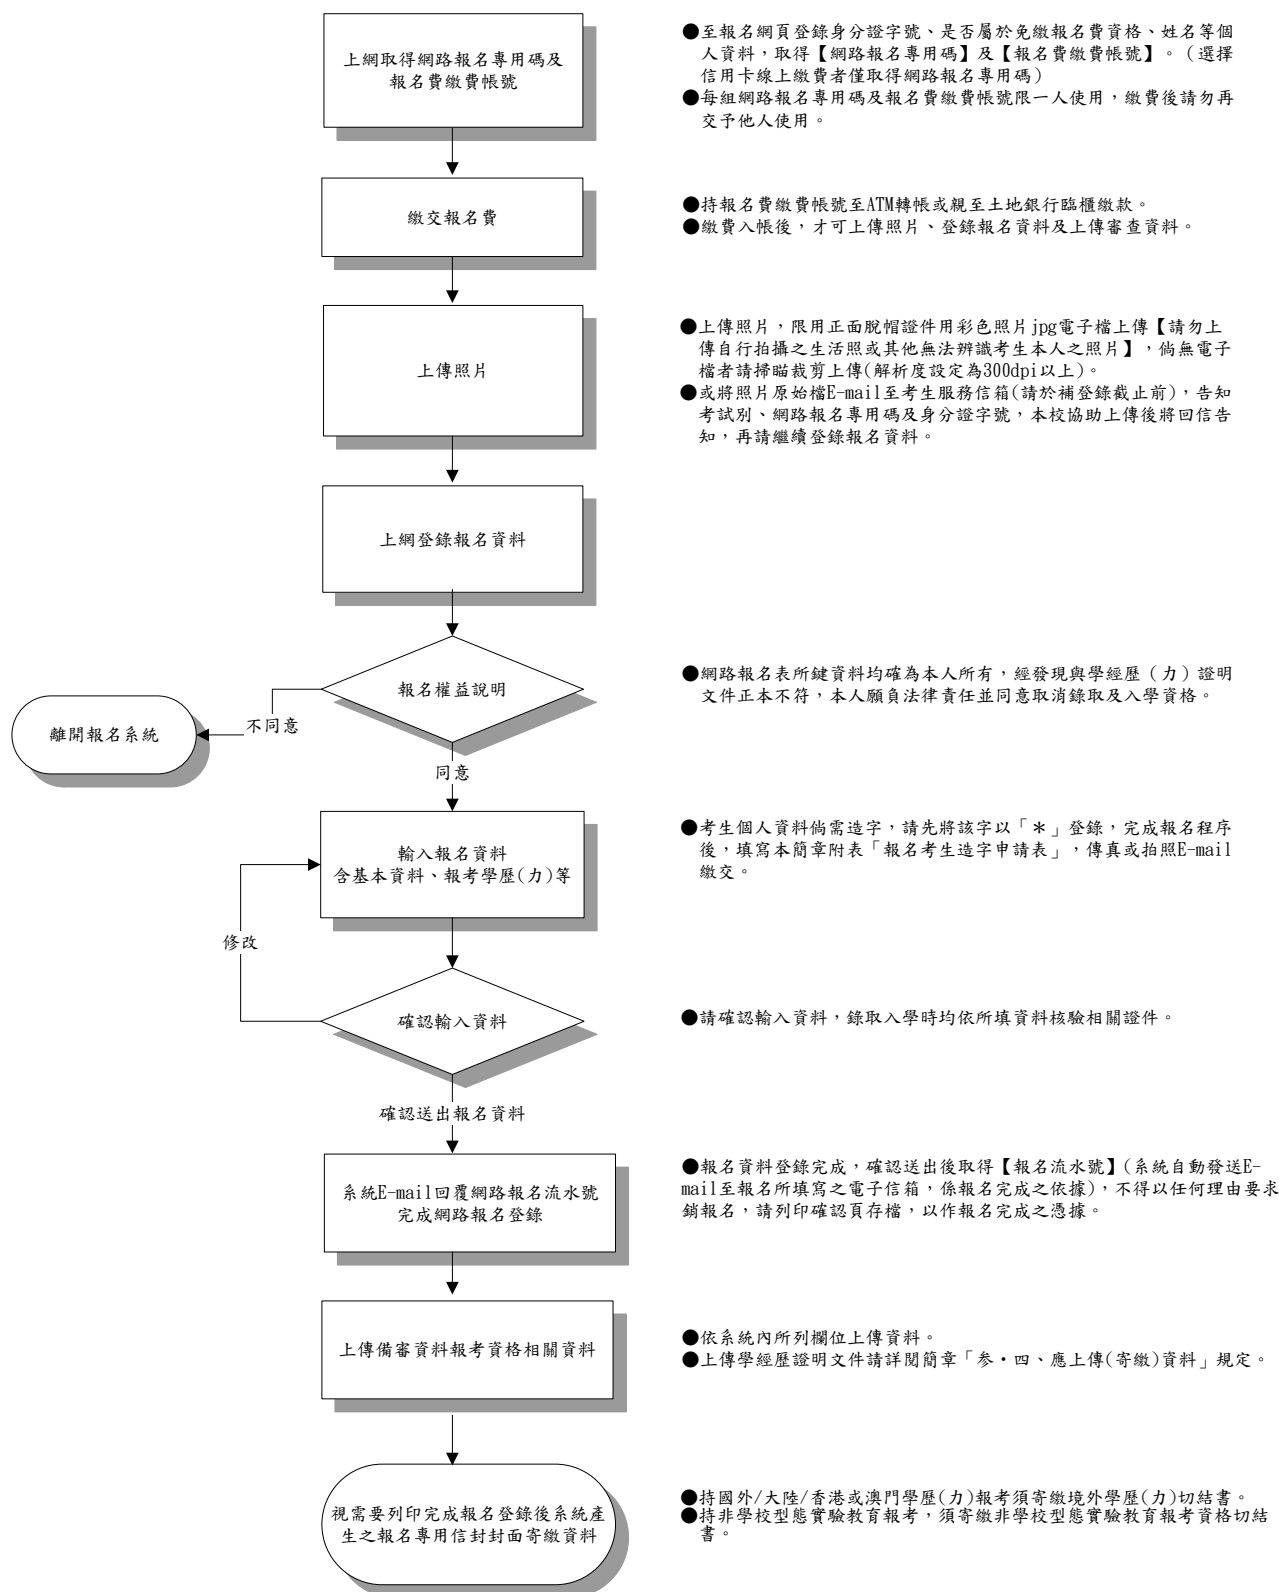 上網取得網路報名專用碼及
報名費繳費帳號
●至報名網頁登錄身分證字號、是否屬於免繳報名費資格、姓名等個
人資料，取得【網路報名專用碼】及【報名費繳費帳號】。（選擇
信用卡線上繳費者僅取得網路報名專用碼）
●每組網路報名專用碼及報名費繳費帳號限一人使用，繳費後請勿再
交予他人使用。
繳交報名費
●持報名費繳費帳號至ATM轉帳或親至土地銀行臨櫃繳款。
●繳費入帳後，才可上傳照片、登錄報名資料及上傳審查資料。
上傳照片
●上傳照片，限用正面脫帽證件用彩色照片jpg電子檔上傳【請勿上
傳自行拍攝之生活照或其他無法辨識考生本人之照片】，倘無電子
檔者請掃瞄裁剪上傳(解析度設定為300dpi以上)。
●或將照片原始檔E-mail至考生服務信箱(請於補登錄截止前)，告知
考試別、網路報名專用碼及身分證字號，本校協助上傳後將回信告
知，再請繼續登錄報名資料。
上網登錄報名資料
報名權益說明
●網路報名表所鍵資料均確為本人所有，經發現與學經歷（力）證明
文件正本不符，本人願負法律責任並同意取消錄取及入學資格。
不同意
離開報名系統
同意
輸入報名資料
含基本資料、報考學歷(力)等
●考生個人資料倘需造字，請先將該字以「＊」登錄，完成報名程序
後，填寫本簡章附表「報名考生造字申請表」，傳真或拍照E-mail
繳交。
修改
確認輸入資料
●請確認輸入資料，錄取入學時均依所填資料核驗相關證件。
確認送出報名資料
系統E-mail回覆網路報名流水號
完成網路報名登錄
●報名資料登錄完成，確認送出後取得【報名流水號】(系統自動發送E-
mail至報名所填寫之電子信箱，係報名完成之依據)，不得以任何理由要求
銷報名，請列印確認頁存檔，以作報名完成之憑據。
上傳備審資料報考資格相關資料
●依系統內所列欄位上傳資料。
●上傳學經歷證明文件請詳閱簡章「参‧四、應上傳(寄繳)資料」規定。
視需要列印完成報名登錄後系統產
生之報名專用信封封面寄繳資料
●持國外/大陸/香港或澳門學歷(力)報考須寄繳境外學歷(力)切結書。
●持非學校型態實驗教育報考，須寄繳非學校型態實驗教育報考資格切結
書。